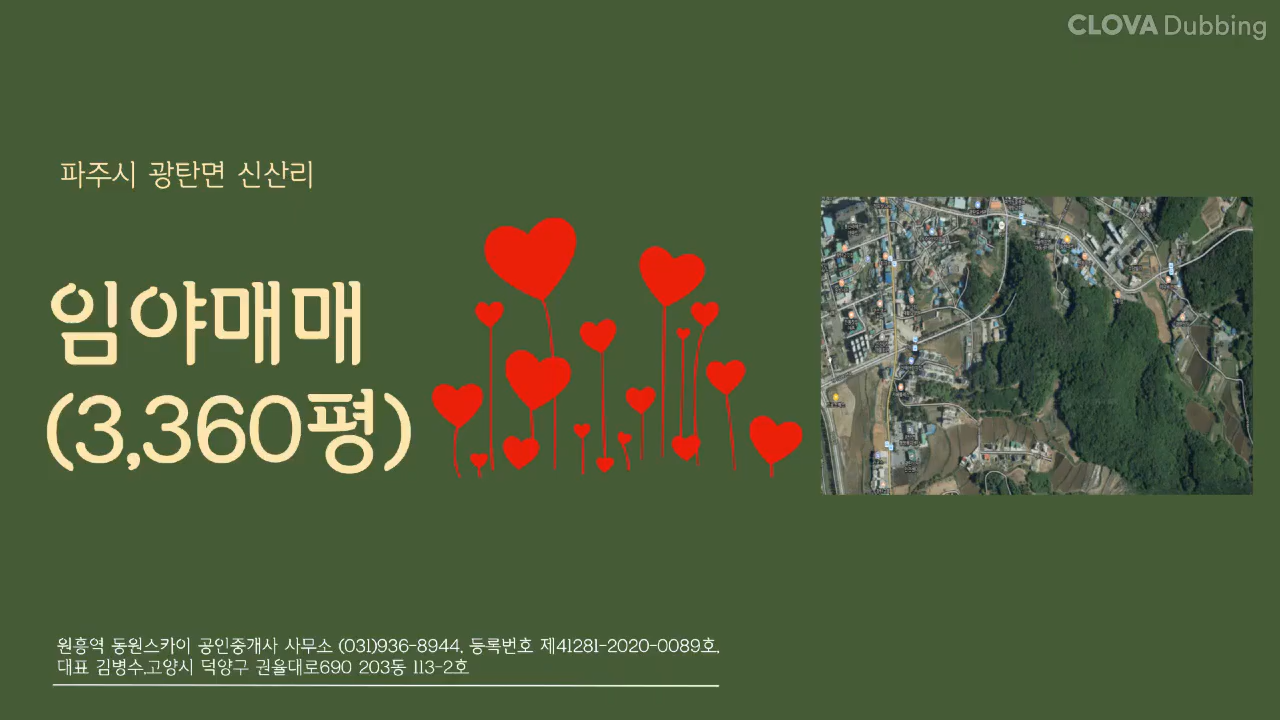 CLOVA Dubbing
파주시 광탄면 신산리
임야매매
(3,360평)
원흥역 동원스카이 공인중개사 사무소 (031)936-8944, 등록번호 제41281-2020-0089호,
대표 김병수,고양시 덕양구 권율대로690 203동 113-2호